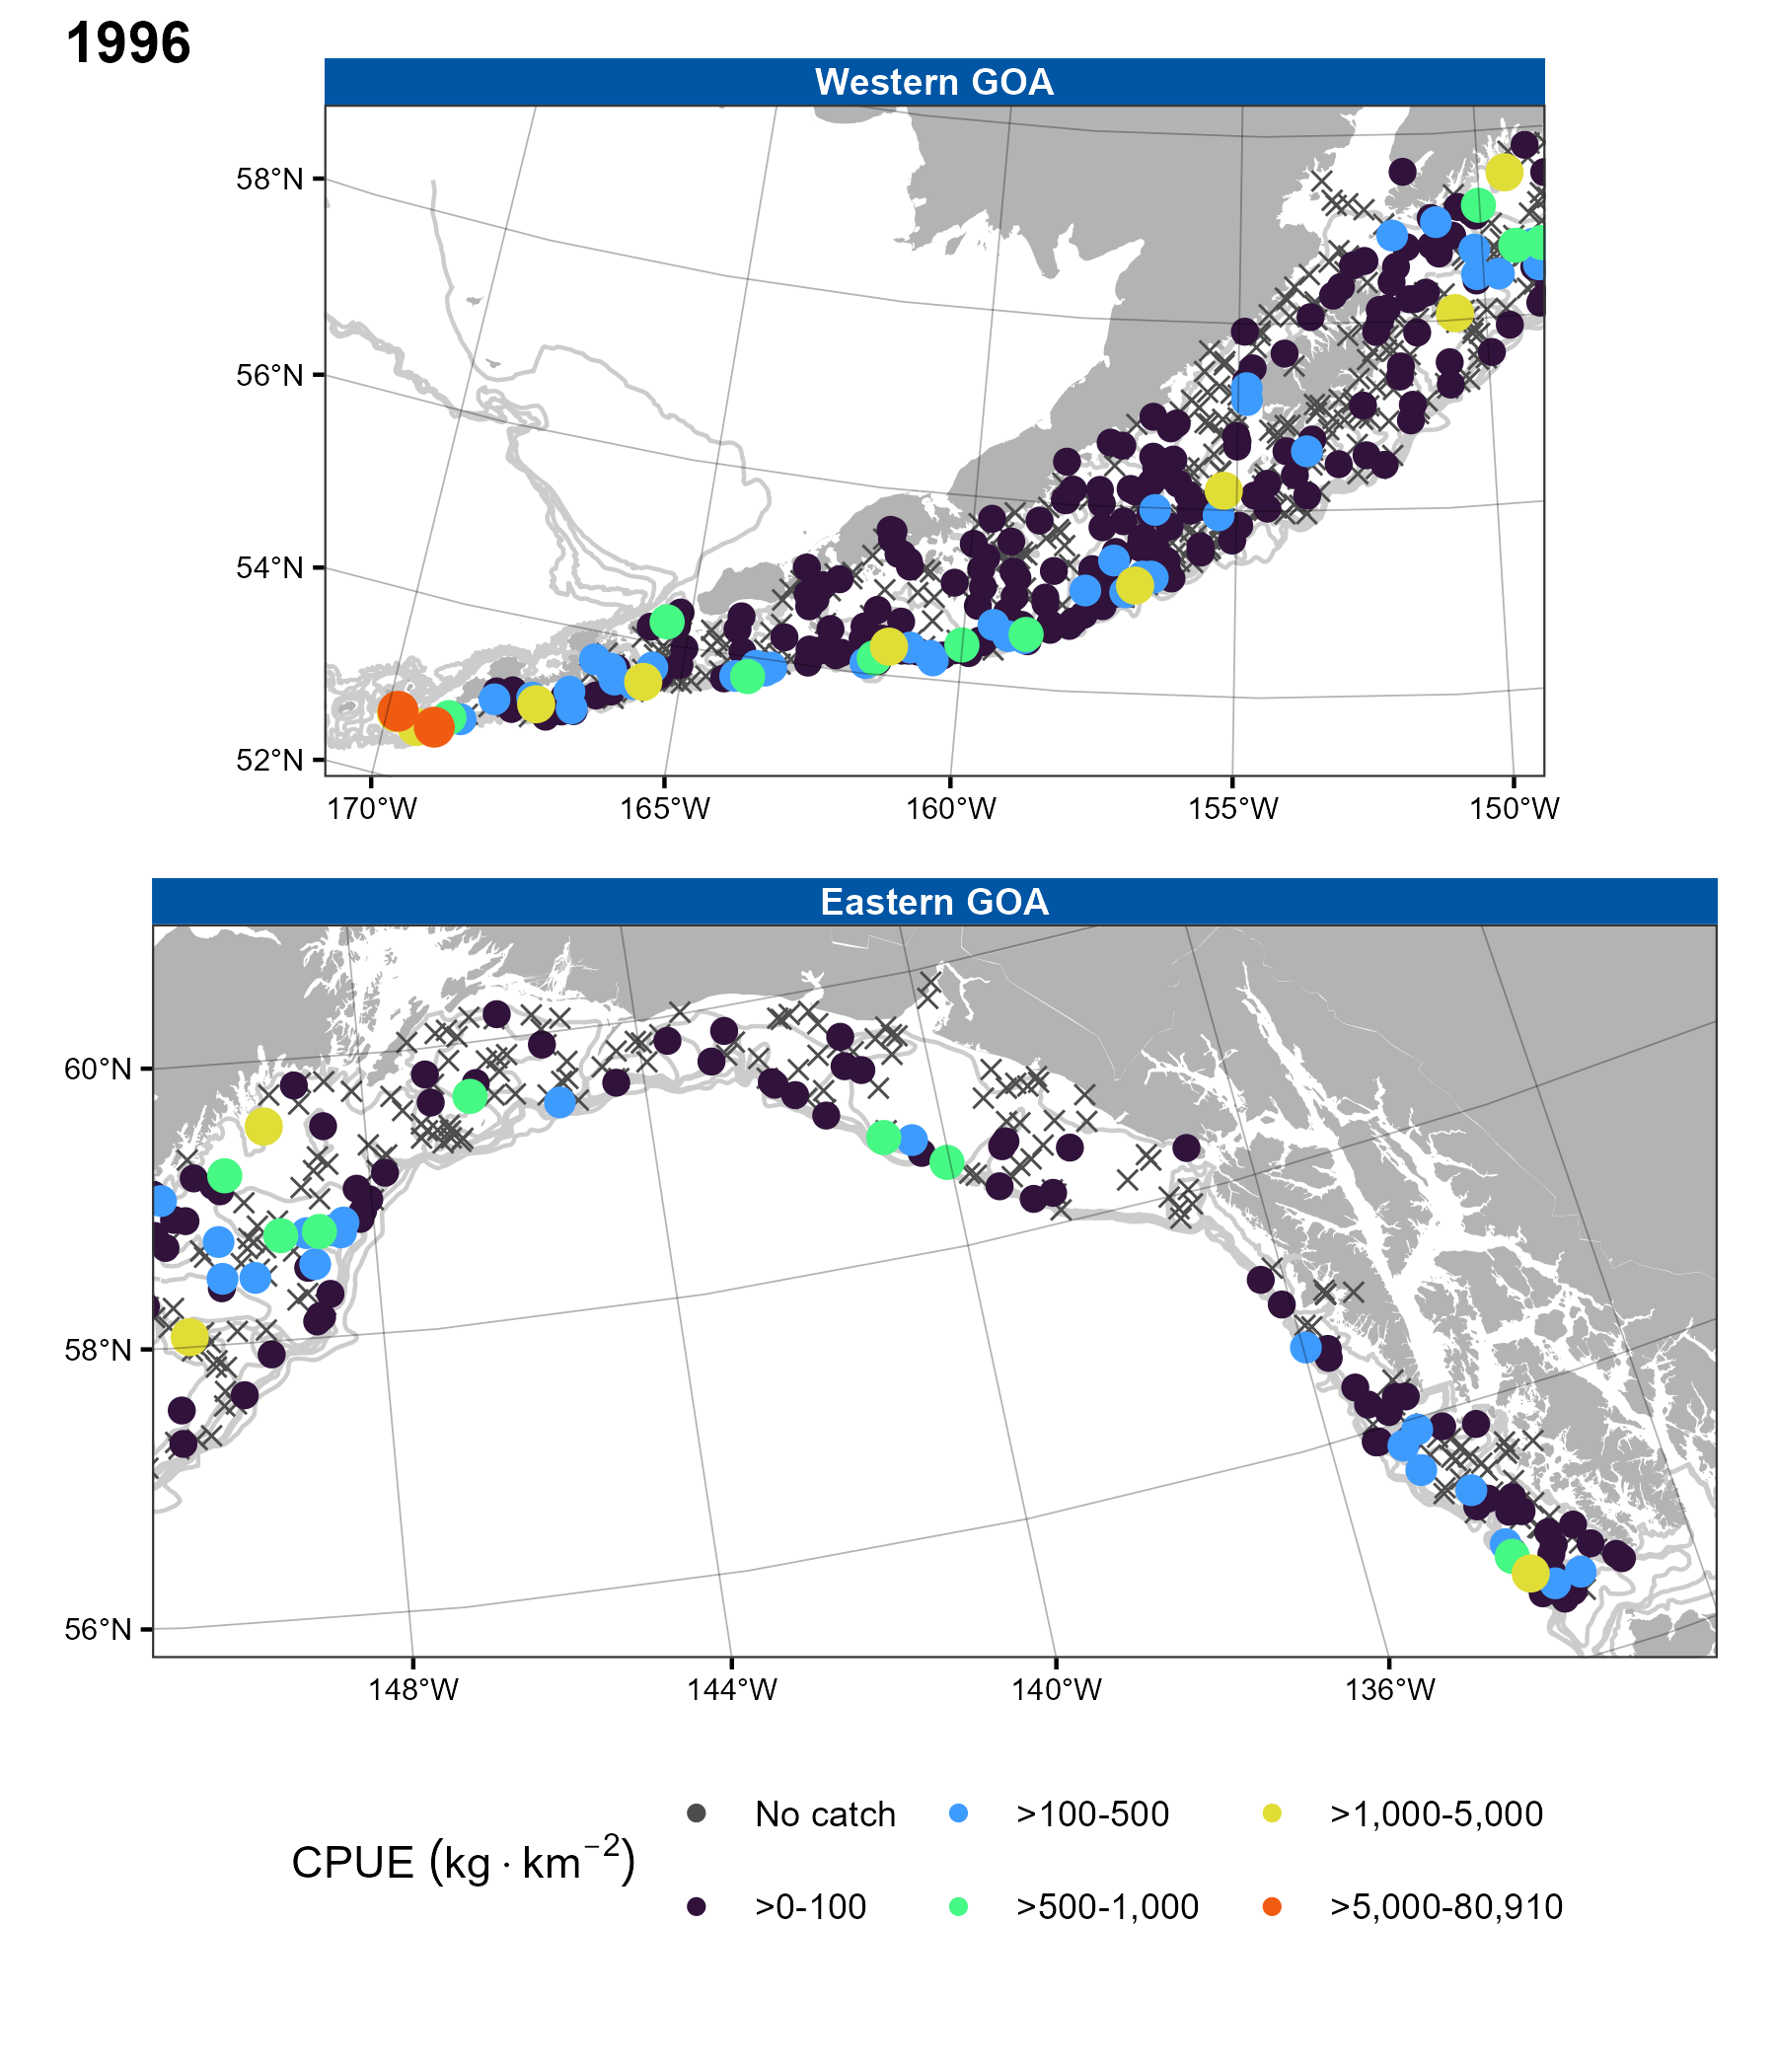 1996
Western GOA
58°N
56°N
54°N
52°N
170°W 165°W 160°W 155°W 150°W
Eastern GOA
60°N
58°N
56°N
148°W 144°W 140°W 136°W
CPUE (kg · km⁻²)
No catch >100-500 >1,000-5,000
>0-100 >500-1,000 >5,000-80,910